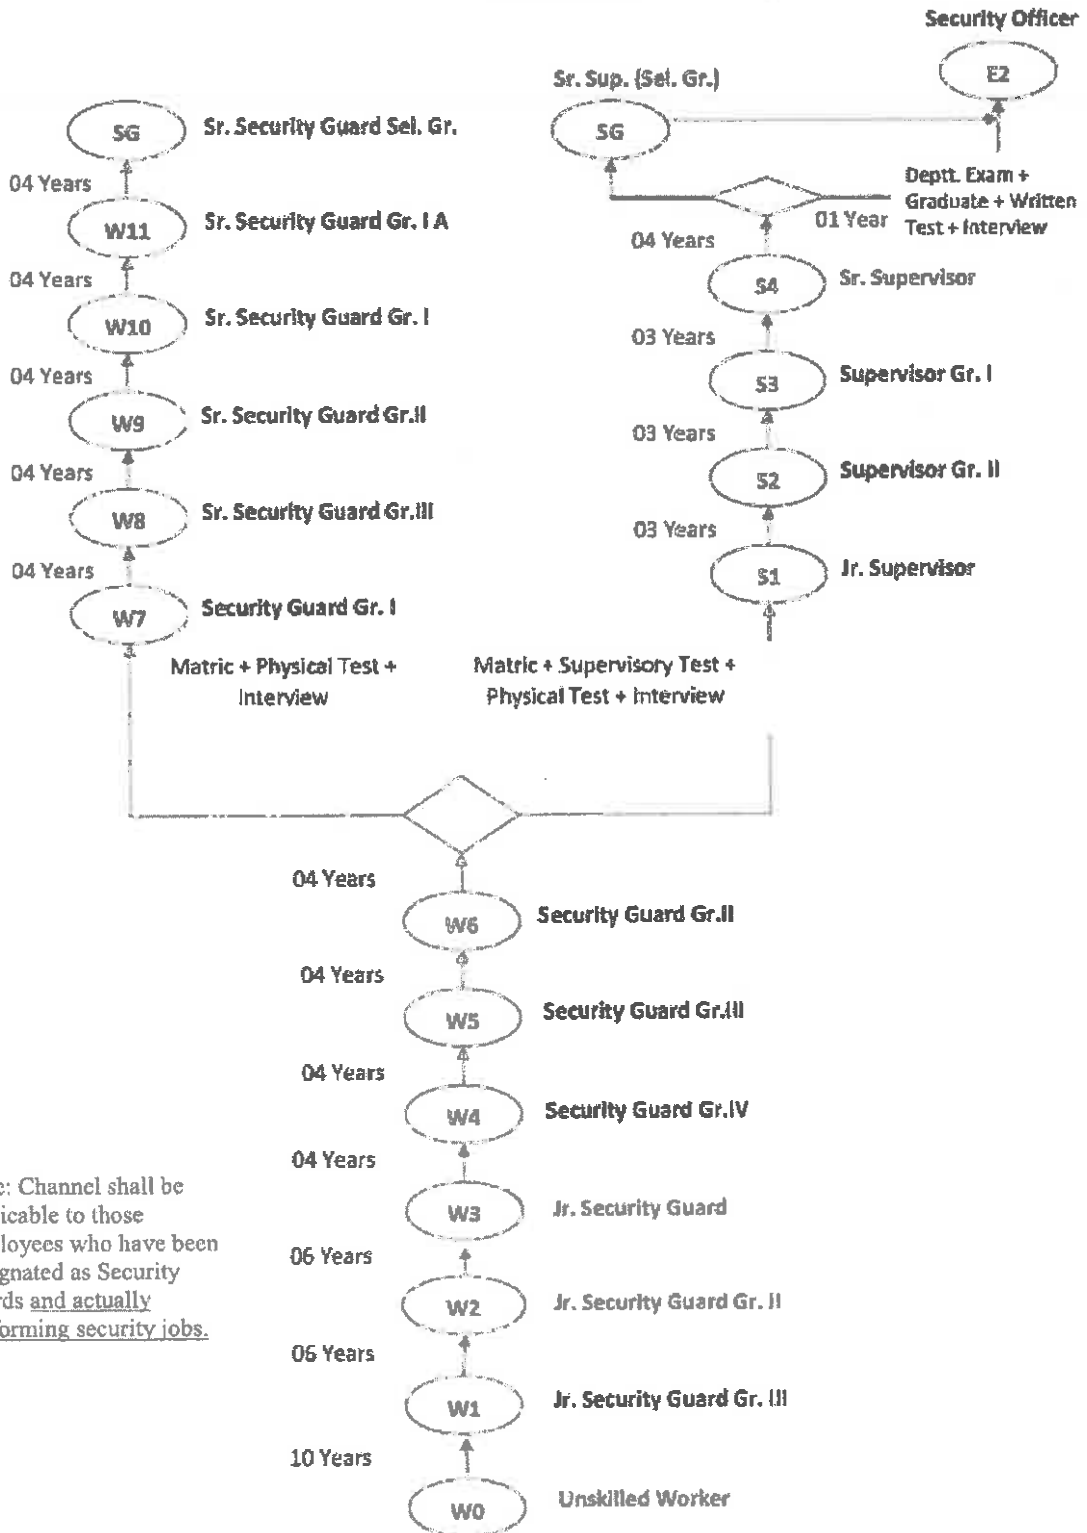 Security Officer
E2
Sr. Sup. (Sel. Gr.)
SG
SG
Sr. Security Guard Sel. Gr.
04 Years
Deptt. Exam +
Graduate + Written
Test + Interview
01 Year
W11
Sr. Security Guard Gr. I A
04 Years
S4
Sr. Supervisor
04 Years
W10
Sr. Security Guard Gr. I
03 Years
S3
Supervisor Gr. I
04 Years
W9
Sr. Security Guard Gr.II
03 Years
S2
Supervisor Gr. II
04 Years
W8
Sr. Security Guard Gr.III
03 Years
S1
Jr. Supervisor
04 Years
W7
Security Guard Gr. I
Matric + Physical Test +
Interview
Matric + Supervisory Test +
Physical Test + Interview
04 Years
W6
Security Guard Gr.II
04 Years
W5
Security Guard Gr.III
04 Years
W4
Security Guard Gr.IV
04 Years
W3
Jr. Security Guard
06 Years
W2
Jr. Security Guard Gr. II
06 Years
W1
Jr. Security Guard Gr. III
10 Years
W0
Unskilled Worker
e: Channel shall be
icable to those
loyees who have been
gnated as Security
rds and actually
forming security jobs.